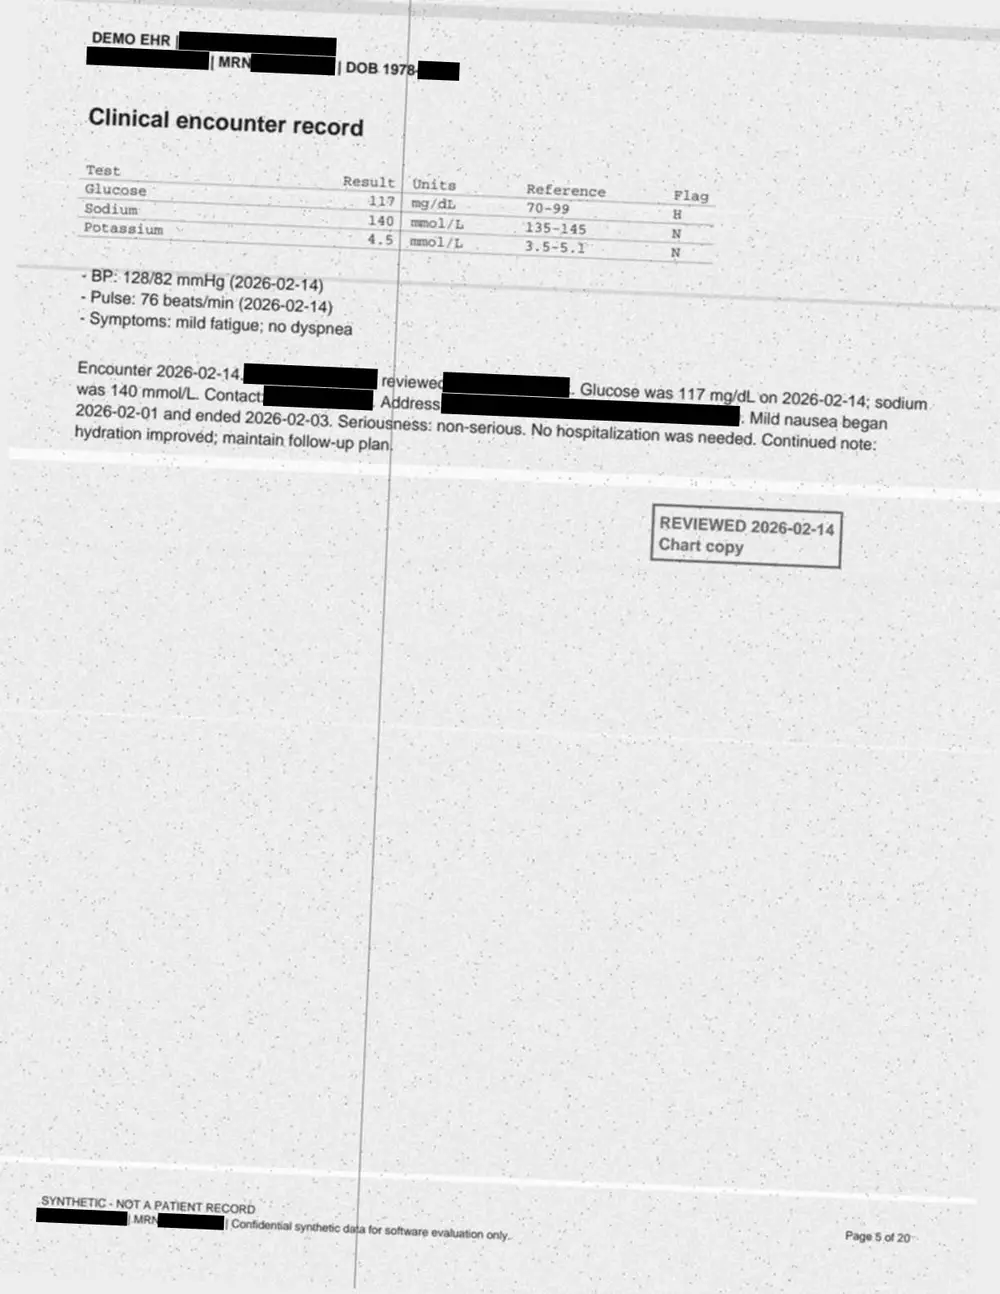 DEMO EHR |
| MRN | DOB 1978-
Clinical encounter record
Test Result Units Reference Flag
Glucose 117 mg/dL 70-99 H
Sodium 140 mmol/L 135-145 N
Potassium 4.5 mmol/L 3.5-5.1 N
- BP: 128/82 mmHg (2026-02-14)
- Pulse: 76 beats/min (2026-02-14)
- Symptoms: mild fatigue; no dyspnea
Encounter 2026-02-14. reviewed . Glucose was 117 mg/dL on 2026-02-14; sodium
was 140 mmol/L. Contact: . Address . Mild nausea began
2026-02-01 and ended 2026-02-03. Seriousness: non-serious. No hospitalization was needed. Continued note:
hydration improved; maintain follow-up plan.
REVIEWED 2026-02-14
Chart copy
SYNTHETIC - NOT A PATIENT RECORD
| MRN | Confidential synthetic data for software evaluation only.
Page 5 of 20